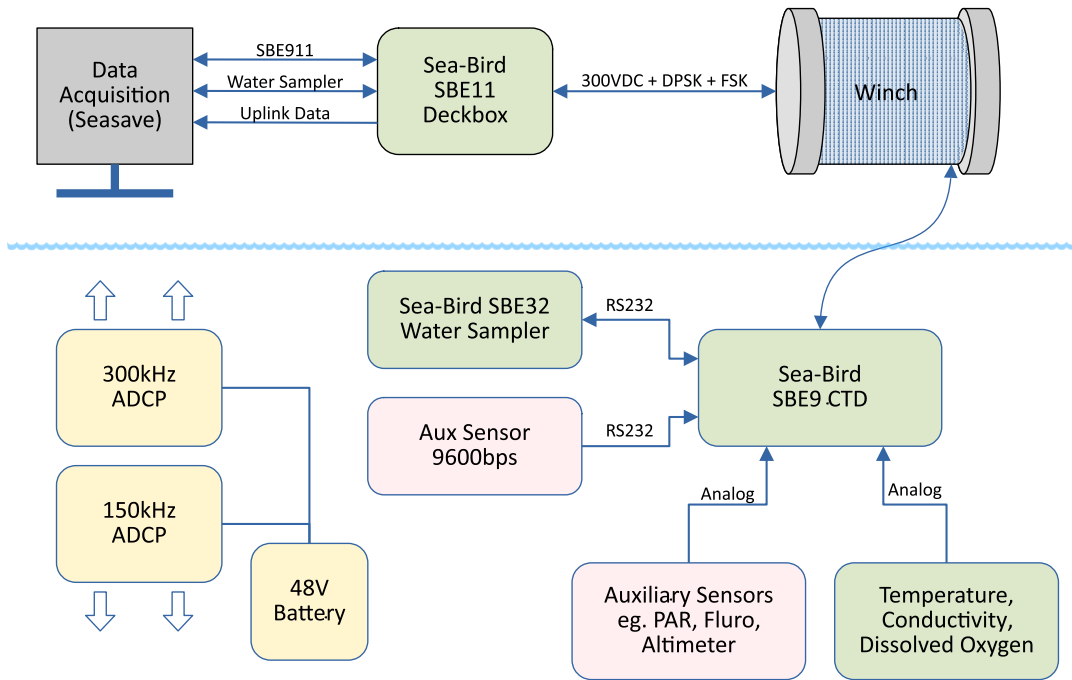 Data
Acquisition
(Seasave)
SBE911
Water Sampler
Uplink Data
Sea-Bird
SBE11
Deckbox
300VDC + DPSK + FSK
Winch
300kHz
ADCP
150kHz
ADCP
48V
Battery
Sea-Bird SBE32
Water Sampler
RS232
Aux Sensor
9600bps
RS232
Sea-Bird
SBE9.CTD
Analog
Analog
Auxiliary Sensors
eg. PAR, Fluro,
Altimeter
Temperature,
Conductivity,
Dissolved Oxygen